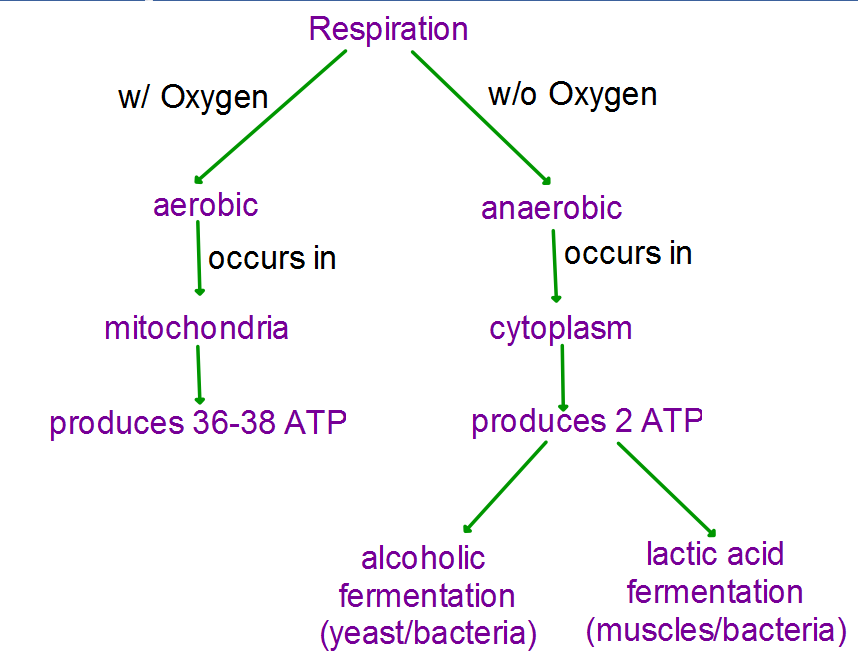 Respiration
w/ Oxygen
w/o Oxygen
aerobic
anaerobic
occurs in
occurs in
mitochondria
cytoplasm
produces 36-38 ATP
produces 2 ATP
alcoholic
fermentation
(yeast/bacteria)
lactic acid
fermentation
(muscles/bacteria)